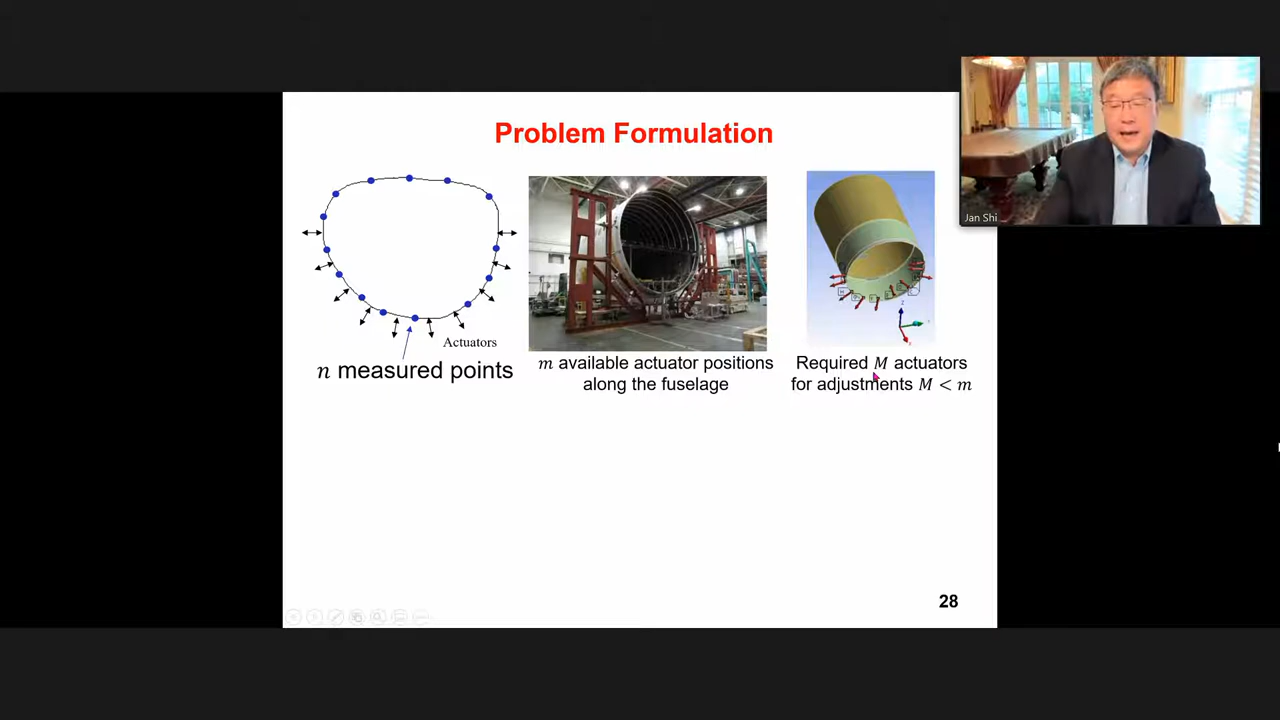 Problem Formulation
Jan Shi
Actuators
n measured points
m available actuator positions
along the fuselage
Required M actuators
for adjustments M < m
28